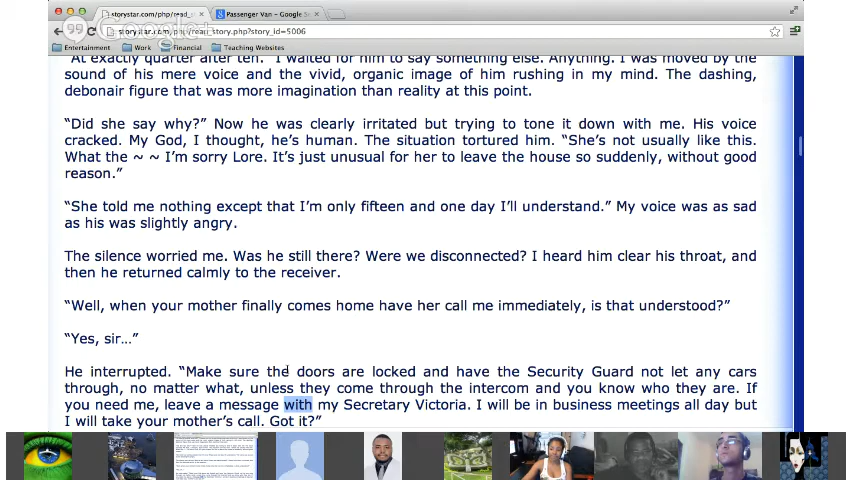 storystar.com/php/read_s
Passenger Van - Google S
storystar.com/php/read_story.php?story_id=5006
Entertainment
Work
Financial
Teaching Websites
"At exactly quarter after ten." I waited for him to say something else. Anything. I was moved by the
sound of his mere voice and the vivid, organic image of him rushing in my mind. The dashing,
debonair figure that was more imagination than reality at this point.
“Did she say why?” Now he was clearly irritated but trying to tone it down with me. His voice
cracked. My God, I thought, he’s human. The situation tortured him. “She’s not usually like this.
What the ~ ~ I’m sorry Lore. It’s just unusual for her to leave the house so suddenly, without good
reason.”
“She told me nothing except that I’m only fifteen and one day I’ll understand.” My voice was as sad
as his was slightly angry.
The silence worried me. Was he still there? Were we disconnected? I heard him clear his throat, and
then he returned calmly to the receiver.
“Well, when your mother finally comes home have her call me immediately, is that understood?”
“Yes, sir…”
He interrupted. “Make sure the doors are locked and have the Security Guard not let any cars
through, no matter what, unless they come through the intercom and you know who they are. If
you need me, leave a message with my Secretary Victoria. I will be in business meetings all day but
I will take your mother’s call. Got it?”